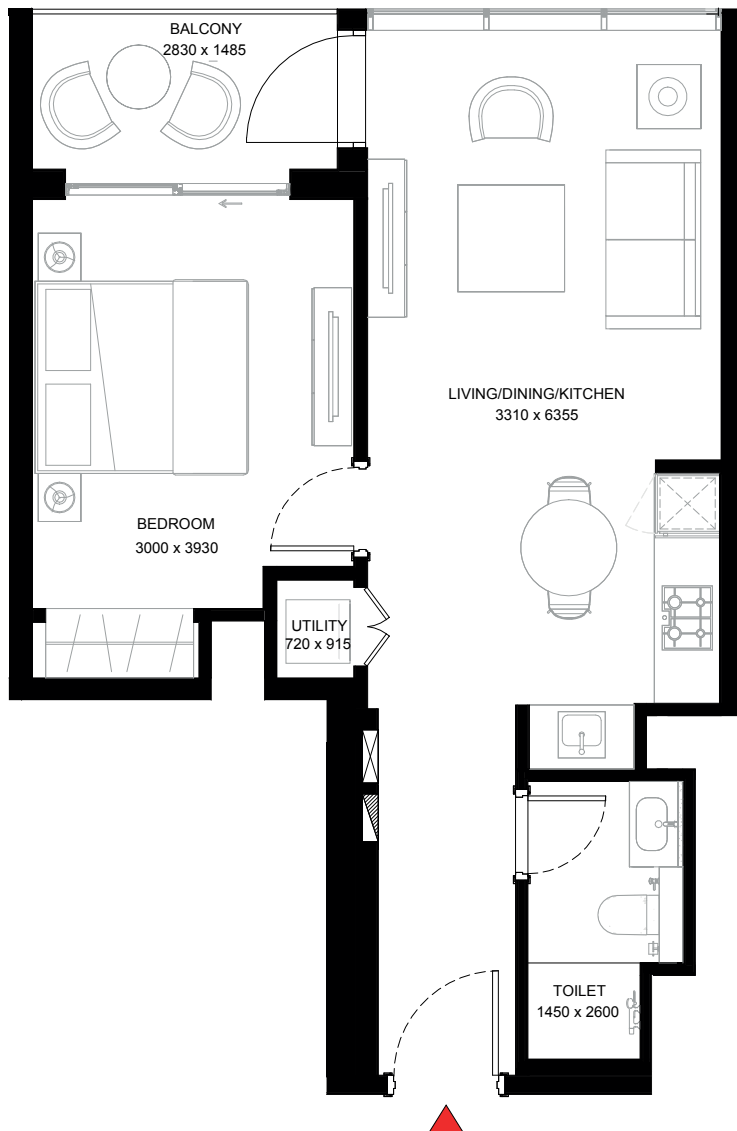 BALCONY
2830 x 1485
LIVING/DINING/KITCHEN
3310 x 6355
BEDROOM
3000 x 3930
UTILITY
720 x 915
TOILET
1450 x 2600